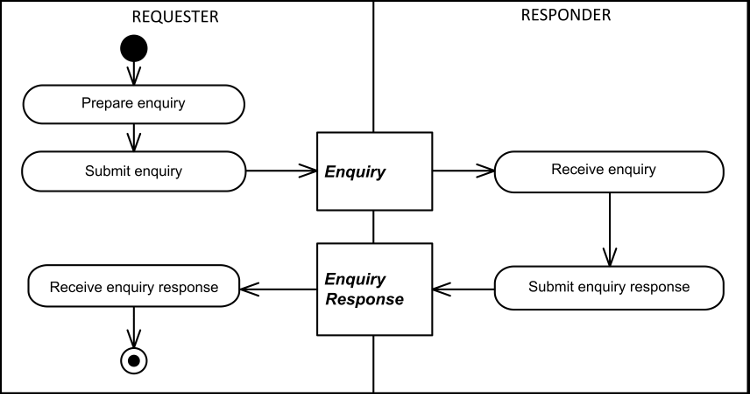 REQUESTER
RESPONDER
Prepare enquiry
Submit enquiry
Enquiry
Receive enquiry
Receive enquiry response
Enquiry
Response
Submit enquiry response